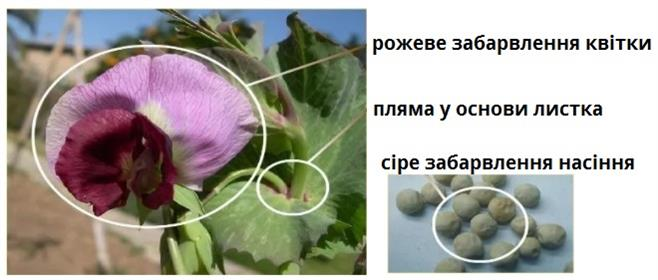 рожеве забарвлення квітки
пляма у основи листка
сіре забарвлення насіння